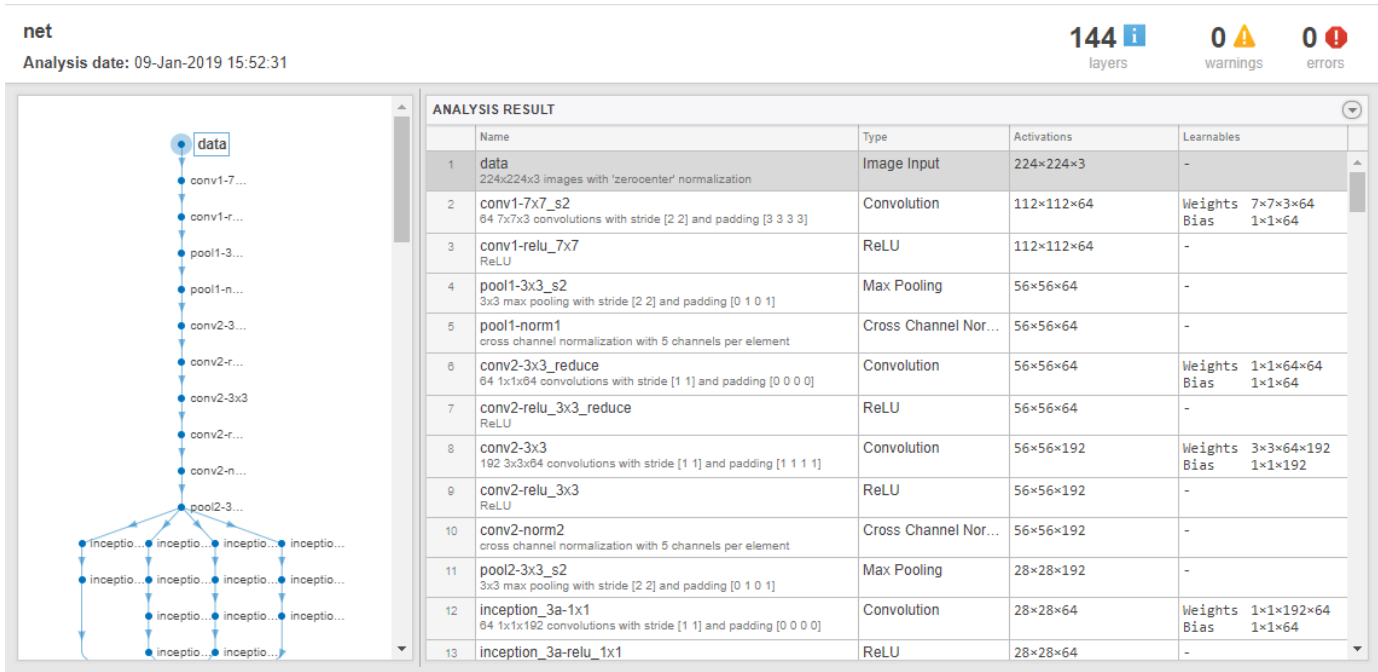 net
Analysis date: 09-Jan-2019 15:52:31
144 i
layers
0
warnings
0
errors
data
conv1-7...
conv1-r...
pool1-3...
pool1-n...
conv2-3...
conv2-r...
conv2-3x3
conv2-r...
conv2-n...
pool2-3...
inceptio... inceptio... inceptio... inceptio...
inceptio... inceptio... inceptio... inceptio...
inceptio... inceptio... inceptio...
inceptio... inceptio...
ANALYSIS RESULT
Name Type Activations Learnables
1 data Image Input 224×224×3 -
224x224x3 images with 'zerocenter' normalization
2 conv1-7x7_s2 Convolution 112×112×64 Weights 7×7×3×64
64 7x7x3 convolutions with stride [2 2] and padding [3 3 3 3] Bias 1×1×64
3 conv1-relu_7x7 ReLU 112×112×64 -
ReLU
4 pool1-3x3_s2 Max Pooling 56×56×64 -
3x3 max pooling with stride [2 2] and padding [0 1 0 1]
5 pool1-norm1 Cross Channel Nor... 56×56×64 -
cross channel normalization with 5 channels per element
6 conv2-3x3_reduce Convolution 56×56×64 Weights 1×1×64×64
64 1x1x64 convolutions with stride [1 1] and padding [0 0 0 0] Bias 1×1×64
7 conv2-relu_3x3_reduce ReLU 56×56×64 -
ReLU
8 conv2-3x3 Convolution 56×56×192 Weights 3×3×64×192
192 3x3x64 convolutions with stride [1 1] and padding [1 1 1 1] Bias 1×1×192
9 conv2-relu_3x3 ReLU 56×56×192 -
ReLU
10 conv2-norm2 Cross Channel Nor... 56×56×192 -
cross channel normalization with 5 channels per element
11 pool2-3x3_s2 Max Pooling 28×28×192 -
3x3 max pooling with stride [2 2] and padding [0 1 0 1]
12 inception_3a-1x1 Convolution 28×28×64 Weights 1×1×192×64
64 1x1x192 convolutions with stride [1 1] and padding [0 0 0 0] Bias 1×1×64
13 inception_3a-relu_1x1 ReLU 28×28×64 -